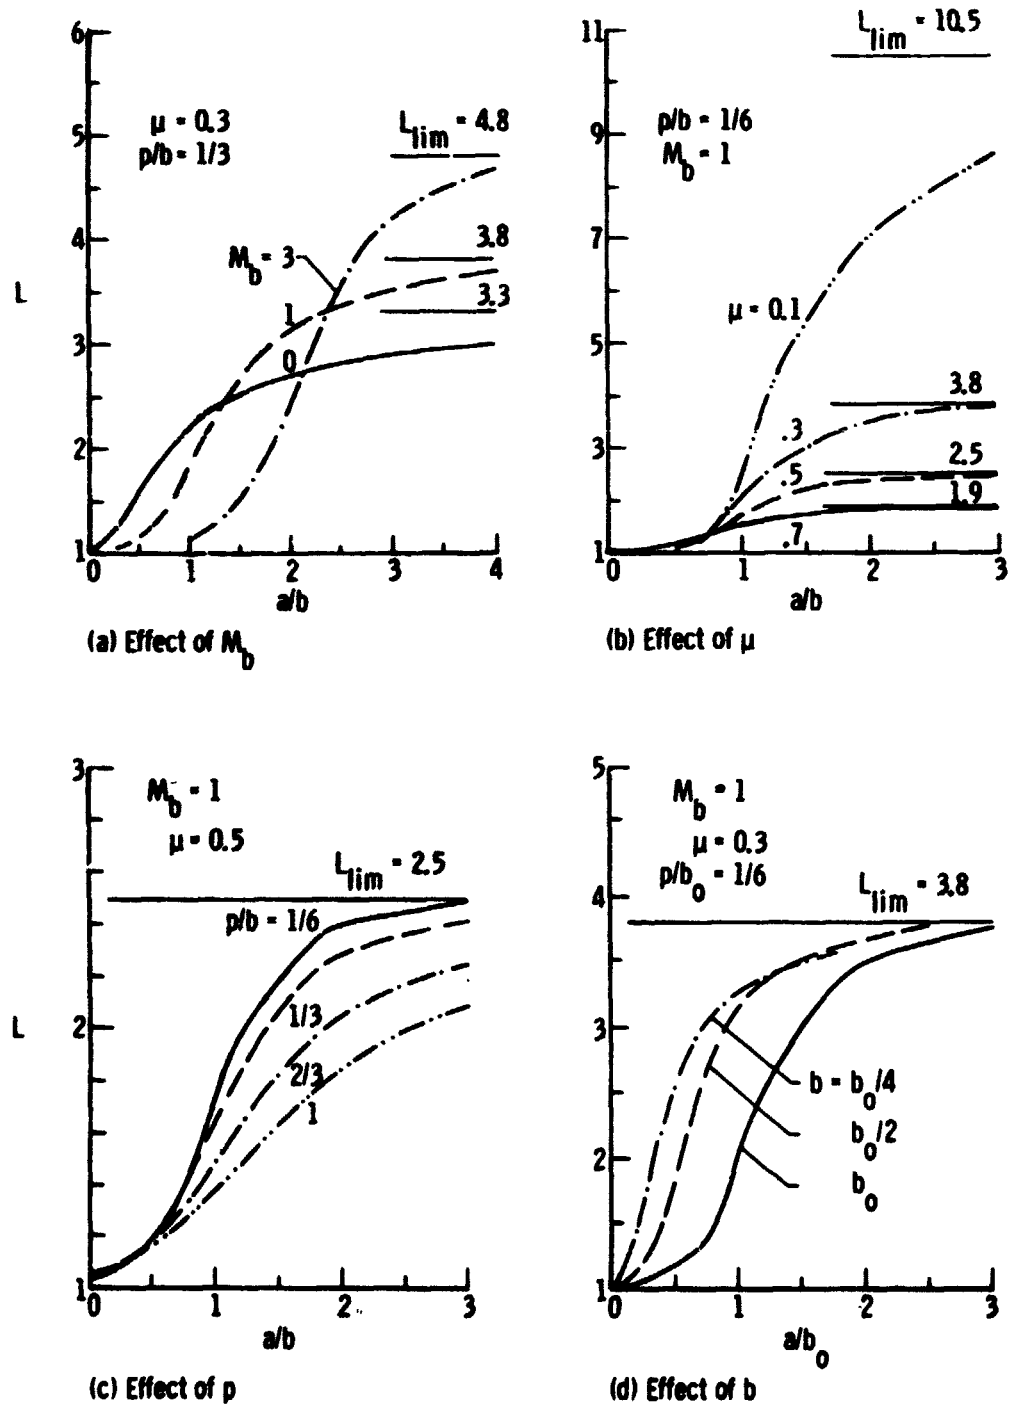 6
5
4
3
2
1
L
μ = 0.3
p/b = 1/3
L_lim = 4.8
3.8
3.3
M_b = 3
1
0
0 1 2 3 4
a/b
(a) Effect of M_b
11
9
7
5
3
1
L_lim = 10.5
p/b = 1/6
M_b = 1
μ = 0.1
3.8
.3
2.5
.5
1.9
.7
0 1 2 3
a/b
(b) Effect of μ
3
2
1
L
M_b = 1
μ = 0.5
L_lim = 2.5
p/b = 1/6
1/3
2/3
1
0 1 2 3
a/b
(c) Effect of p
5
4
3
2
1
M_b = 1
μ = 0.3
p/b_o = 1/6
L_lim = 3.8
b = b_o/4
b_o/2
b_o
0 1 2 3
a/b_o
(d) Effect of b